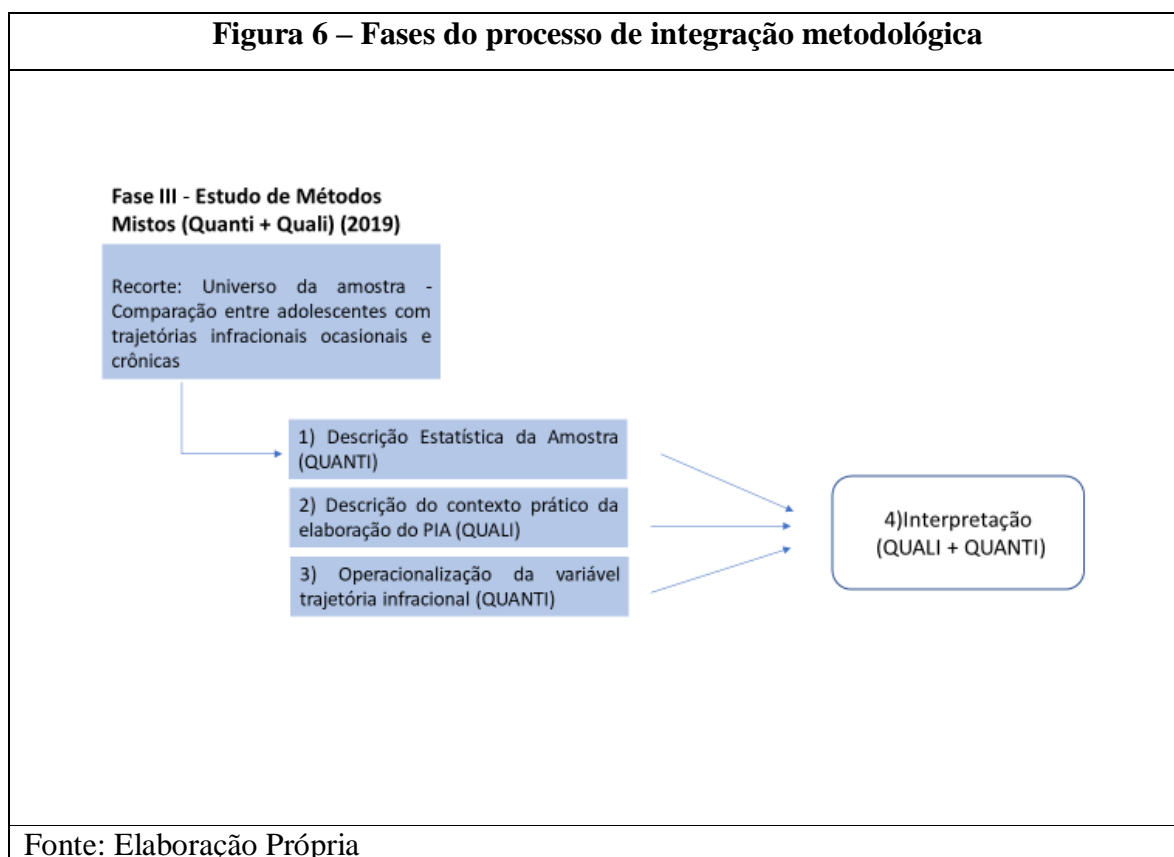 Figura 6 – Fases do processo de integração metodológica
Fase III - Estudo de Métodos
Mistos (Quanti + Quali) (2019)
Recorte: Universo da amostra -
Comparação entre adolescentes com
trajetórias infracionais ocasionais e
crônicas
1) Descrição Estatística da Amostra
(QUANTI)
2) Descrição do contexto prático da
elaboração do PIA (QUALI)
3) Operacionalização da variável
trajetória infracional (QUANTI)
4)Interpretação
(QUALI + QUANTI)
Fonte: Elaboração Própria